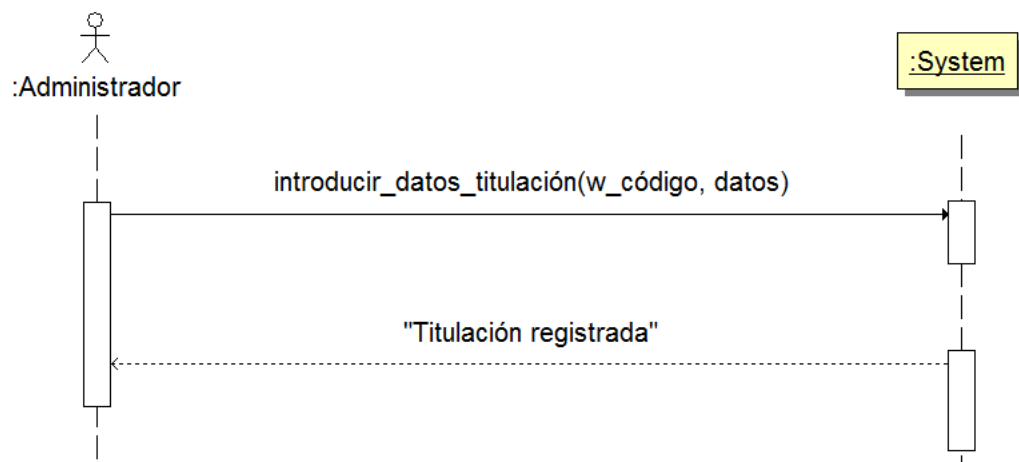 :Administrador
:System
introducir_datos_titulación(w_código, datos)
"Titulación registrada"